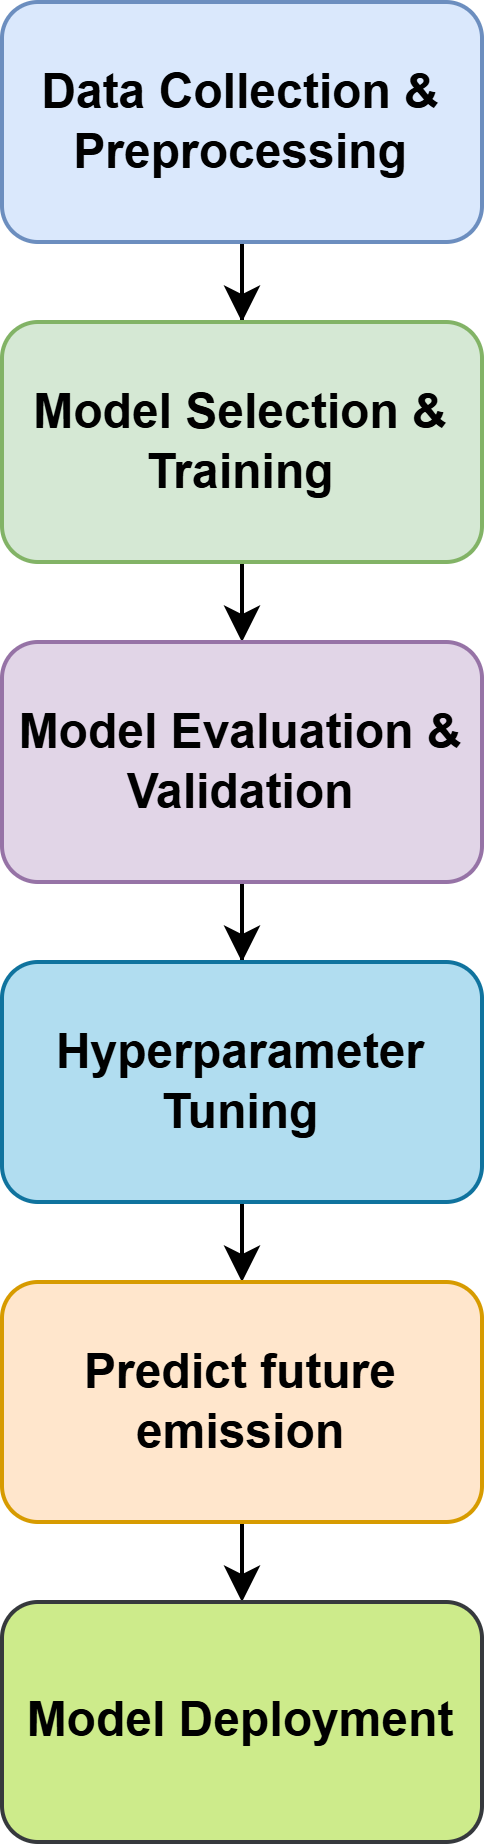 Data Collection &
Preprocessing
Model Selection &
Training
Model Evaluation &
Validation
Hyperparameter
Tuning
Predict future
emission
Model Deployment